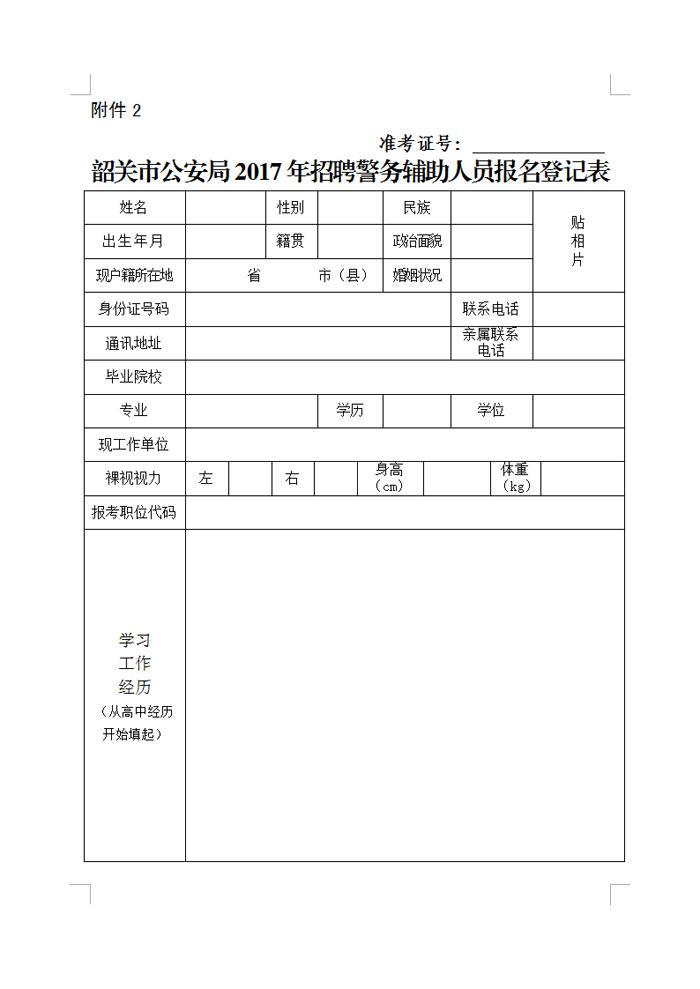 附件 2
准考证号：
韶关市公安局 2017 年招聘警务辅助人员报名登记表
姓名 性别 民族 贴相片
出生年月 籍贯 政治面貌
现户籍所在地 省 市（县） 婚姻状况
身份证号码 联系电话
通讯地址 亲属联系电话
毕业院校
专业 学历 学位
现工作单位
裸视视力 左 右 身高（cm） 体重（kg）
报考职位代码
学习
工作
经历
（从高中经历
开始填起）